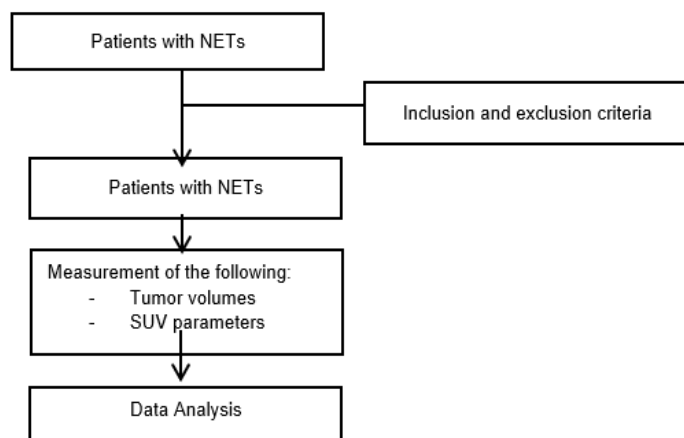 Patients with NETs
Inclusion and exclusion criteria
Patients with NETs
Measurement of the following:
- Tumor volumes
- SUV parameters
Data Analysis